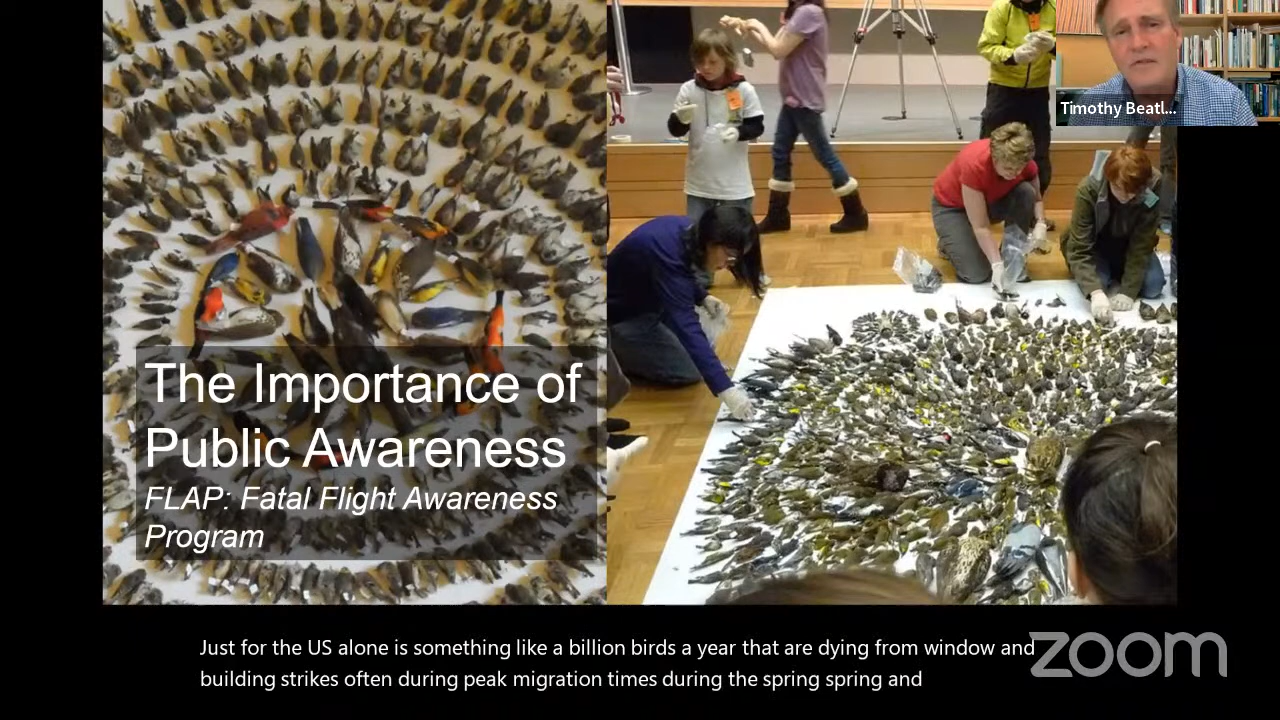 Timothy Beatl...
The Importance of
Public Awareness
FLAP: Fatal Flight Awareness
Program
Just for the US alone is something like a billion birds a year that are dying from window and
building strikes often during peak migration times during the spring spring and
zoom